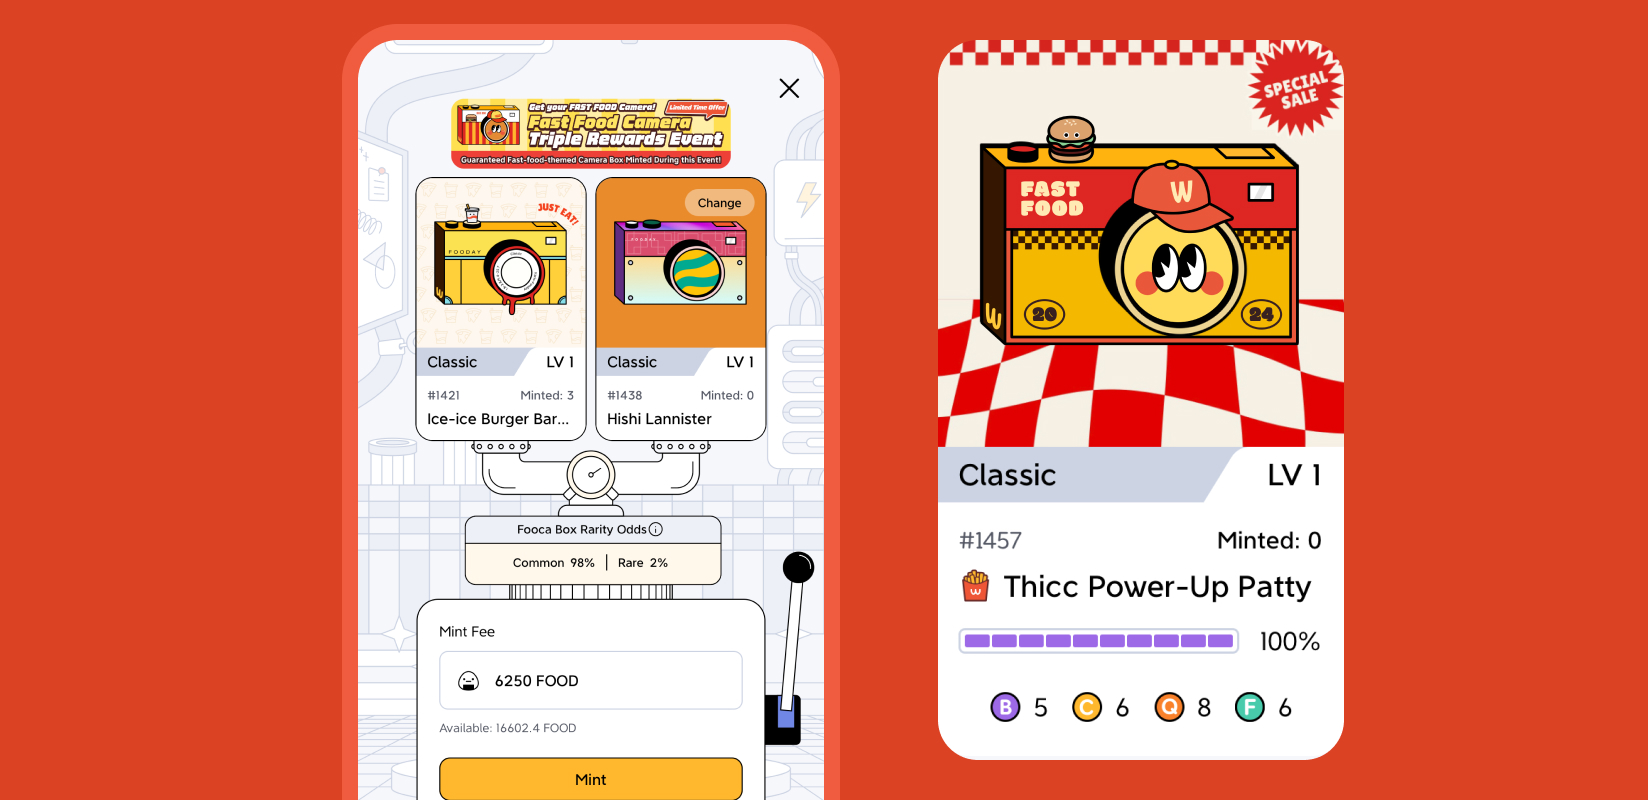 Get your FAST FOOD Camera!
Limited Time Offer
Fast Food Camera
Triple Rewards Event
Guaranteed Fast-food-themed Camera Box Minted During this Event!
JUST EAT!
FOODAY
W
Classic
LV 1
#1421
Minted: 3
Ice-ice Burger Bar...
Change
FOODAY
Classic
LV 1
#1438
Minted: 0
Hishi Lannister
Fooca Box Rarity Odds
Common 98% | Rare 2%
Mint Fee
6250 FOOD
Available: 16602.4 FOOD
Mint
SPECIAL
SALE
FAST
FOOD
W
W
20
24
Classic
LV 1
#1457
Minted: 0
W
Thicc Power-Up Patty
100%
B 5 C 6 Q 8 F 6